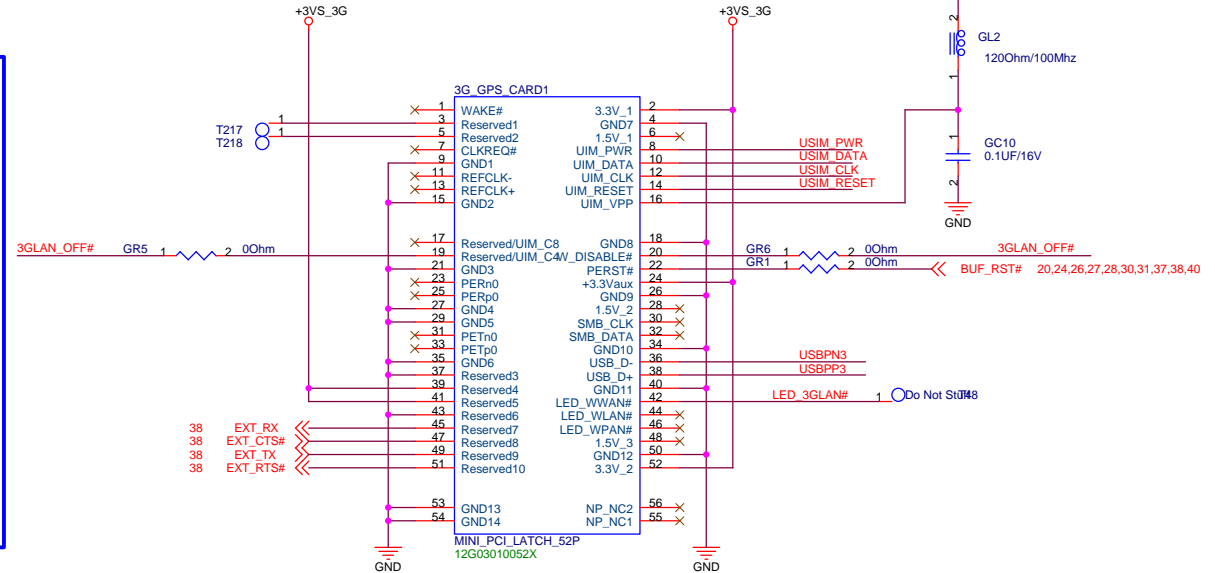 +3VS_3G
+3VS_3G
2
GL2
120Ohm/100Mhz
1
3G_GPS_CARD1
1 WAKE# 3.3V_1 2
T217 1 3 Reserved1 GND7 4
T218 1 5 Reserved2 1.5V_1 6
7 CLKREQ# UIM_PWR 8 USIM_PWR
9 GND1 UIM_DATA 10 USIM_DATA
11 REFCLK- UIM_CLK 12 USIM_CLK
13 REFCLK+ UIM_RESET 14 USIM_RESET
15 GND2 UIM_VPP 16
1
GC10
0.1UF/16V
2
GND
17 Reserved/UIM_C8 GND8 18
3GLAN_OFF# GR5 1 2 0Ohm 19 Reserved/UIM_C4 W_DISABLE# 20 GR6 1 2 0Ohm 3GLAN_OFF#
21 GND3 PERST# 22 GR1 1 2 0Ohm BUF_RST# 20,24,26,27,28,30,31,37,38,40
23 PERn0 +3.3Vaux 24
25 PERp0 GND9 26
27 GND4 1.5V_2 28
29 GND5 SMB_CLK 30
31 PETn0 SMB_DATA 32
33 PETp0 GND10 34
35 GND6 USB_D- 36 USBPN3
37 Reserved3 USB_D+ 38 USBPP3
39 Reserved4 GND11 40
41 Reserved5 LED_WWAN# 42 LED_3GLAN# 1 Do Not Stuff T48
43 Reserved6 LED_WLAN# 44
38 EXT_RX 45 Reserved7 LED_WPAN# 46
38 EXT_CTS# 47 Reserved8 1.5V_3 48
38 EXT_TX 49 Reserved9 GND12 50
38 EXT_RTS# 51 Reserved10 3.3V_2 52
53 GND13 NP_NC2 56
54 GND14 NP_NC1 55
MINI_PCI_LATCH_52P
12G03010052X
GND
GND